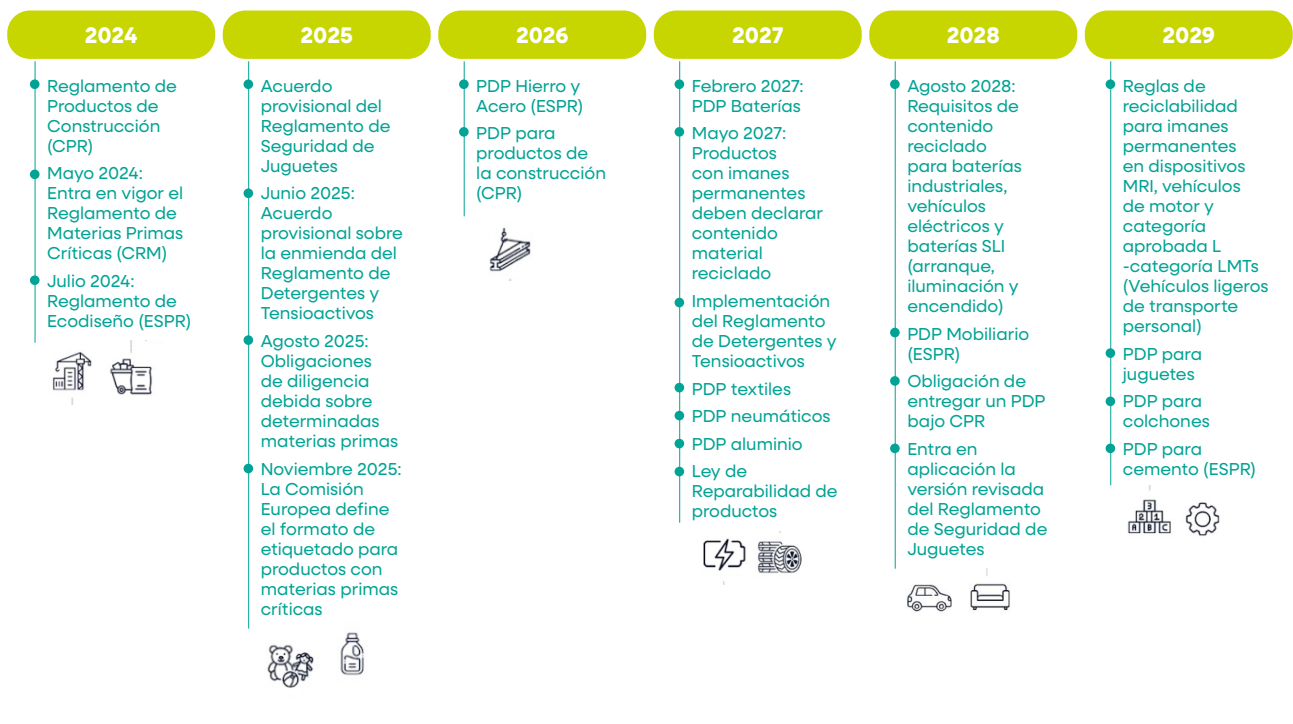 2024
Reglamento de
Productos de
Construcción
(CPR)
Mayo 2024:
Entra en vigor el
Reglamento de
Materias Primas
Críticas (CRM)
Julio 2024:
Reglamento de
Ecodiseño (ESPR)
2025
Acuerdo
provisional del
Reglamento de
Seguridad de
Juguetes
Junio 2025:
Acuerdo
provisional sobre
la enmienda del
Reglamento de
Detergentes y
Tensioactivos
Agosto 2025:
Obligaciones
de diligencia
debida sobre
determinadas
materias primas
Noviembre 2025:
La Comisión
Europea define
el formato de
etiquetado para
productos con
materias primas
críticas
2026
PDP Hierro y
Acero (ESPR)
PDP para
productos de
la construcción
(CPR)
2027
Febrero 2027:
PDP Baterías
Mayo 2027:
Productos
con imanes
permanentes
deben declarar
contenido
material
reciclado
Implementación
del Reglamento
de Detergentes y
Tensioactivos
PDP textiles
PDP neumáticos
PDP aluminio
Ley de
Reparabilidad de
productos
2028
Agosto 2028:
Requisitos de
contenido
reciclado
para baterías
industriales,
vehículos
eléctricos y
baterías SLI
(arranque,
iluminación y
encendido)
PDP Mobiliario
(ESPR)
Obligación de
entregar un PDP
bajo CPR
Entra en
aplicación la
versión revisada
del Reglamento
de Seguridad de
Juguetes
2029
Reglas de
reciclabilidad
para imanes
permanentes
en dispositivos
MRI, vehículos
de motor y
categoría
aprobada L
-categoría LMTs
(Vehículos ligeros
de transporte
personal)
PDP para
juguetes
PDP para
colchones
PDP para
cemento (ESPR)
3
2 1
A B C